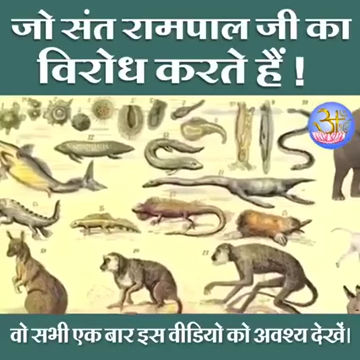 जो संत रामपाल जी का
विरोध करते हैं !
वो सभी एक बार इस वीडियो को अवश्य देखें।